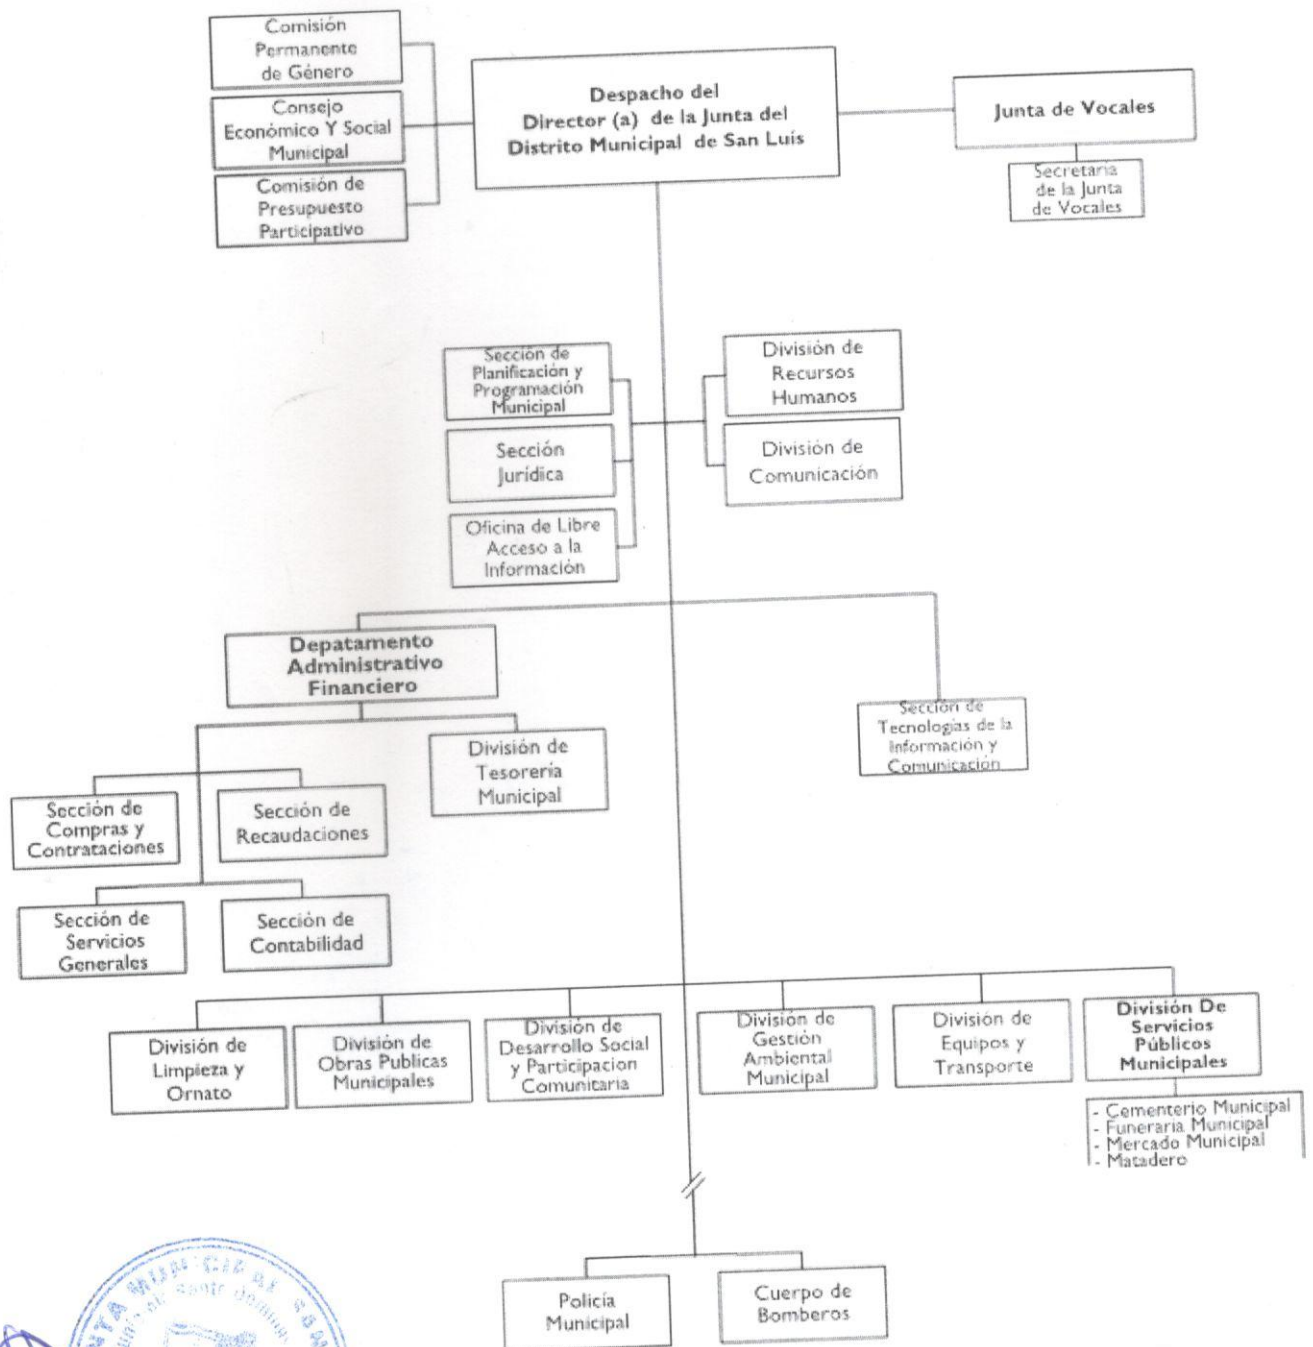 Comisión
Permanente
de Género
Consejo
Económico Y Social
Municipal
Comisión de
Presupuesto
Participativo
Despacho del
Director (a) de la Junta del
Distrito Municipal de San Luís
Junta de Vocales
Secretaria
de la Junta
de Vocales
Sección de
Planificación y
Programación
Municipal
Sección
Jurídica
Oficina de Libre
Acceso a la
Información
División de
Recursos
Humanos
División de
Comunicación
Depatamento
Administrativo
Financiero
Sección de
Tecnologías de la
Información y
Comunicación
División de
Tesorería
Municipal
Sección de
Compras y
Contrataciones
Sección de
Recaudaciones
Sección de
Servicios
Generales
Sección de
Contabilidad
División de
Limpieza y
Ornato
División de
Obras Publicas
Municipales
División de
Desarrollo Social
y Participacion
Comunitaria
División de
Gestión
Ambiental
Municipal
División de
Equipos y
Transporte
División De
Servicios
Públicos
Municipales
- Cementerio Municipal
- Funeraria Municipal
- Mercado Municipal
- Matadero
Policía
Municipal
Cuerpo de
Bomberos
MUNICIPAL